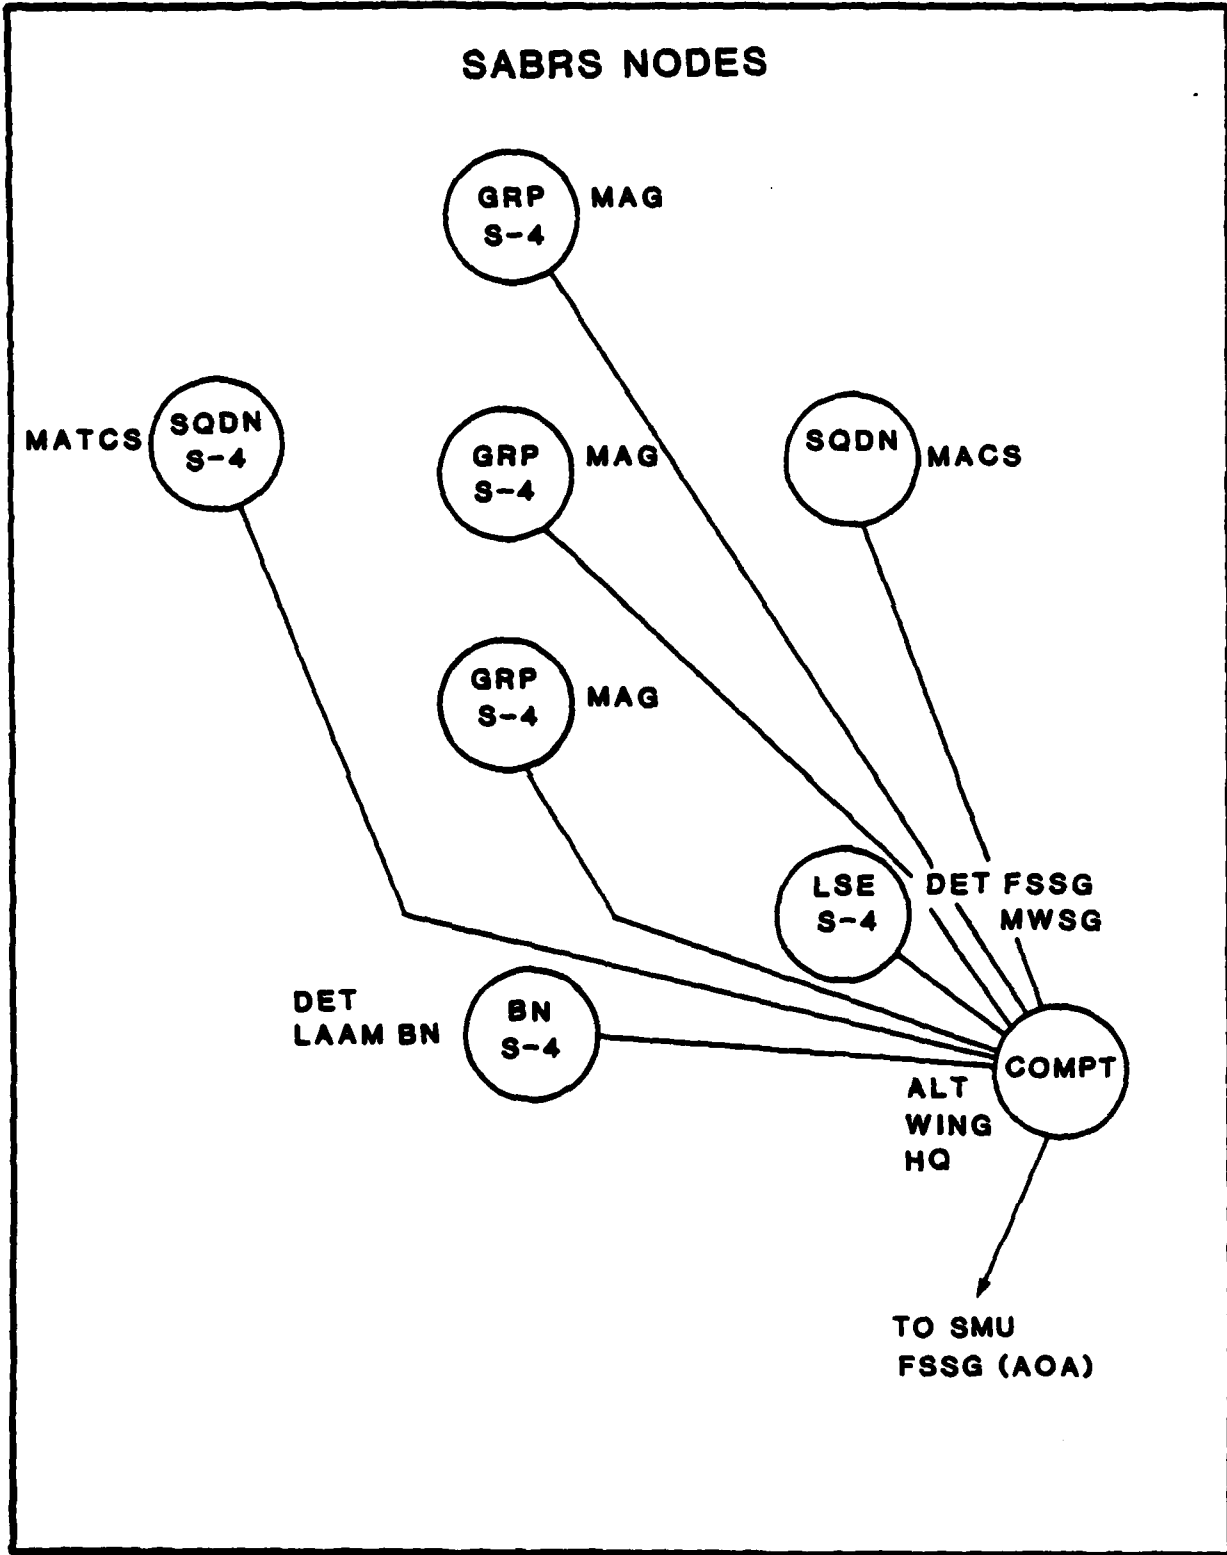 SABRS NODES
GRP
S-4
MAG
MATCS
SQDN
S-4
GRP
S-4
MAG
SQDN
MACS
GRP
S-4
MAG
LSE
S-4
DET FSSG
MWSG
DET
LAAM BN
BN
S-4
COMPT
ALT
WING
HQ
TO SMU
FSSG (AOA)